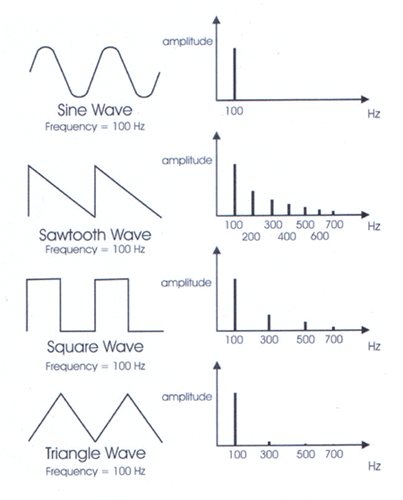 amplitude
100
Hz
Sine Wave
Frequency = 100 Hz
amplitude
100 300 500 700
200 400 600
Hz
Sawtooth Wave
Frequency = 100 Hz
amplitude
100 300 500 700
Hz
Square Wave
Frequency = 100 Hz
amplitude
100 300 500 700
Hz
Triangle Wave
Frequency = 100 Hz